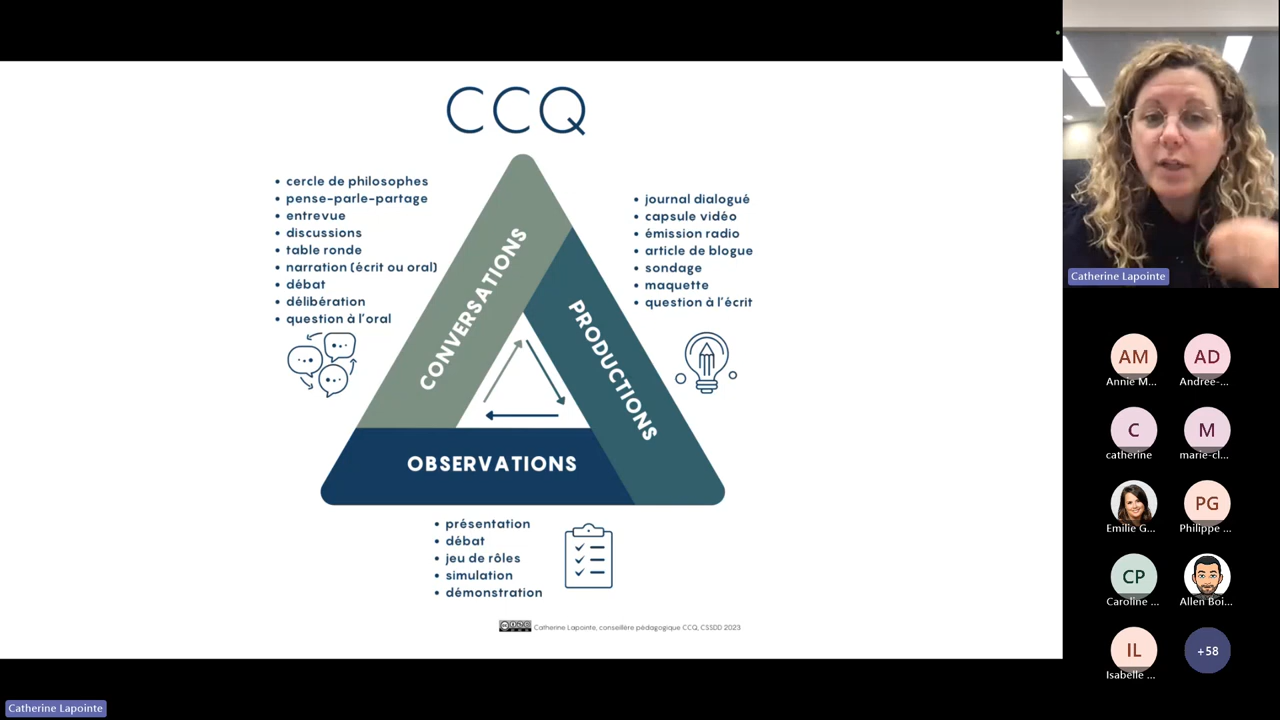 CCQ
• cercle de philosophes
• pense-parle-partage
• entrevue
• discussions
• table ronde
• narration (écrit ou oral)
• débat
• délibération
• question à l'oral
CONVERSATIONS
• journal dialogué
• capsule vidéo
• émission radio
• article de blogue
• sondage
• maquette
• question à l'écrit
PRODUCTIONS
OBSERVATIONS
• présentation
• débat
• jeu de rôles
• simulation
• démonstration
Catherine Lapointe, conseillère pédagogique CCQ, CSSDD 2023
Catherine Lapointe
Catherine Lapointe
AM
Annie M...
AD
Andrée-...
C
catherine
M
marie-cl...
Emilie G...
PG
Philippe ...
CP
Caroline ...
Allen Boi...
IL
Isabelle ...
+58